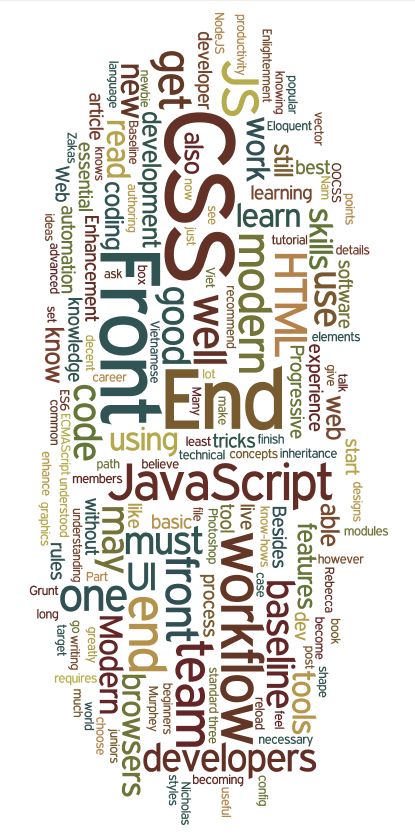 NodeJS
productivity
Enlightenment
knowing
popular
developer
get
JS
newbie
language
new
Baseline
article
knows
Zakas
essential
read
development
CSS
also
now
see
just
work
Eloquent
vector
still
best
OOCSS
Nam
points
learning
Web
authoring
coding
learn
skills
tutorial
details
ideas
advanced
automation
Enhancement
Front
ask
box
Viet
modern
HTML
use
software
elements
set
know
knowledge
decent
career
good
Vietnamese
well
recommend
Progressive
experience
give
talk
web
ES6
common
ECMAScript
understood
code
End
lot
Many
make
using
least
tricks
finish
technical
concepts
inheritance
start
designs
enhance
graphics
path
believe
members
JavaScript
able
modules
rules
without
understanding
may
like
basic
file
Photoshop
tool
live
know-hows
Besides
features
however
must
UI
front
process
Workflow
case
baseline
dev
Rebecca
book
become
Grunt
Part
one
long
target
go
writing
greatly
Modern
end
team
standard
three
post
shape
tools
requires
much
world
choose
juniors
browsers
beginners
Murphey
reload
feel
necessary
developers
becoming
styles
Nicholas
useful
config